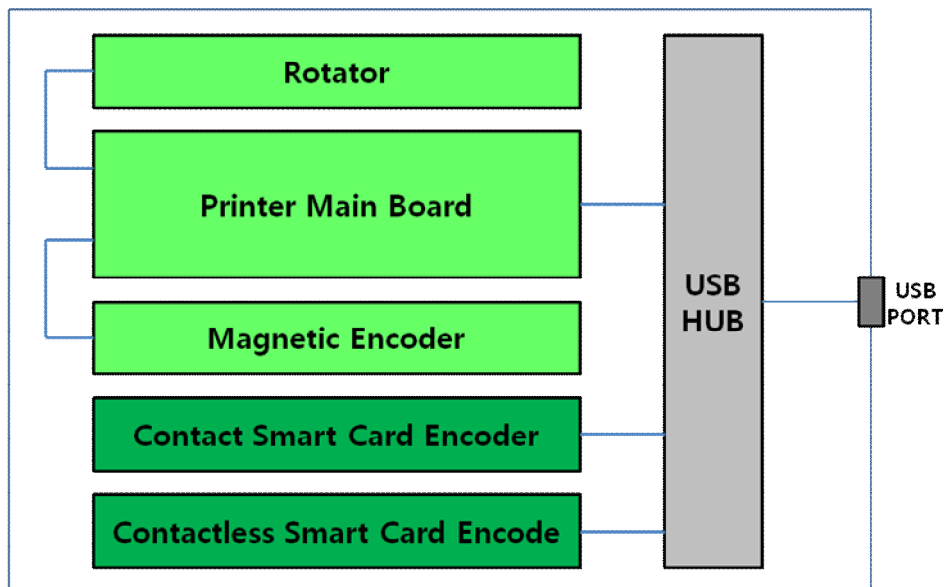 Rotator
Printer Main Board
Magnetic Encoder
Contact Smart Card Encoder
Contactless Smart Card Encode
USB
HUB
USB
PORT